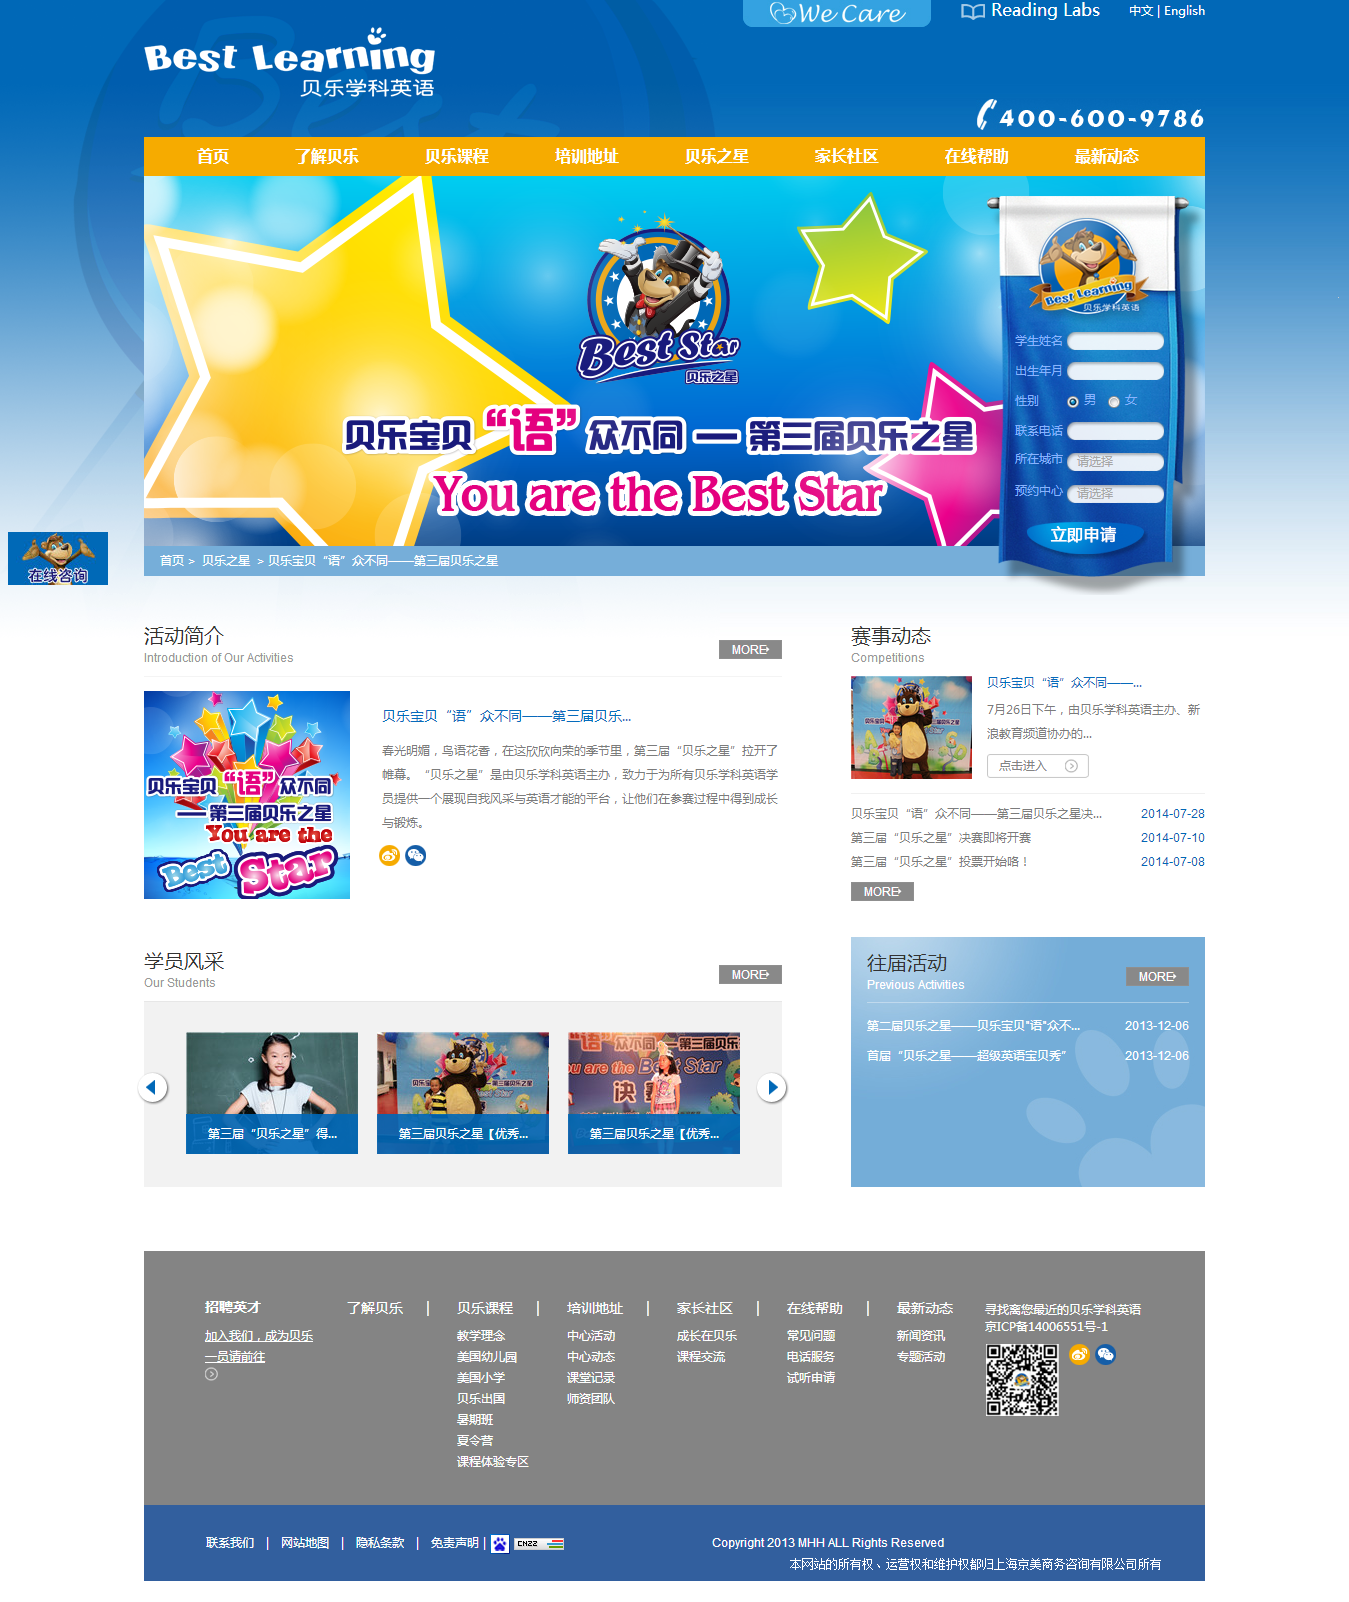 We Care
Reading Labs
中文 | English
Best Learning
贝乐学科英语
400-600-9786
首页
了解贝乐
贝乐课程
培训地址
贝乐之星
家长社区
在线帮助
最新动态
Best Star
贝乐之星
贝乐宝贝“语”众不同 — 第三届贝乐之星
You are the Best Star
Best Learning
贝乐学科英语
学生姓名
出生年月
性别 男 女
联系电话
所在城市 请选择
预约中心 请选择
立即申请
在线咨询
首页 > 贝乐之星 > 贝乐宝贝“语”众不同——第三届贝乐之星
活动简介
Introduction of Our Activities
MORE
贝乐宝贝“语”众不同
—第三届贝乐之星
You are the
Best Star
贝乐宝贝“语”众不同——第三届贝乐...
春光明媚，鸟语花香，在这欣欣向荣的季节里，第三届“贝乐之星”拉开了
帷幕。“贝乐之星”是由贝乐学科英语主办，致力于为所有贝乐学科英语学
员提供一个展现自我风采与英语才能的平台，让他们在参赛过程中得到成长
与锻炼。
赛事动态
Competitions
贝乐宝贝“语”众不同——...
7月26日下午，由贝乐学科英语主办、新
浪教育频道协办的...
点击进入
贝乐宝贝“语”众不同——第三届贝乐之星决... 2014-07-28
第三届“贝乐之星”决赛即将开赛 2014-07-10
第三届“贝乐之星”投票开始咯！ 2014-07-08
MORE
学员风采
Our Students
MORE
第三届“贝乐之星”得...
第三届贝乐之星【优秀...
“语”众不同 —第三届贝乐
You are the Best Star
决赛
第三届贝乐之星【优秀...
往届活动
Previous Activities
MORE
第二届贝乐之星——贝乐宝贝“语”众不... 2013-12-06
首届“贝乐之星——超级英语宝贝秀” 2013-12-06
招聘英才
加入我们，成为贝乐
一员请前往
了解贝乐
贝乐课程
教学理念
美国幼儿园
美国小学
贝乐出国
暑期班
夏令营
课程体验专区
培训地址
中心活动
中心动态
课堂记录
师资团队
家长社区
成长在贝乐
课程交流
在线帮助
常见问题
电话服务
试听申请
最新动态
新闻资讯
专题活动
寻找离您最近的贝乐学科英语
京ICP备14006551号-1
联系我们 | 网站地图 | 隐私条款 | 免责声明 |
CNZZ
Copyright 2013 MHH ALL Rights Reserved
本网站的所有权、运营权和维护权都归上海京美商务咨询有限公司所有